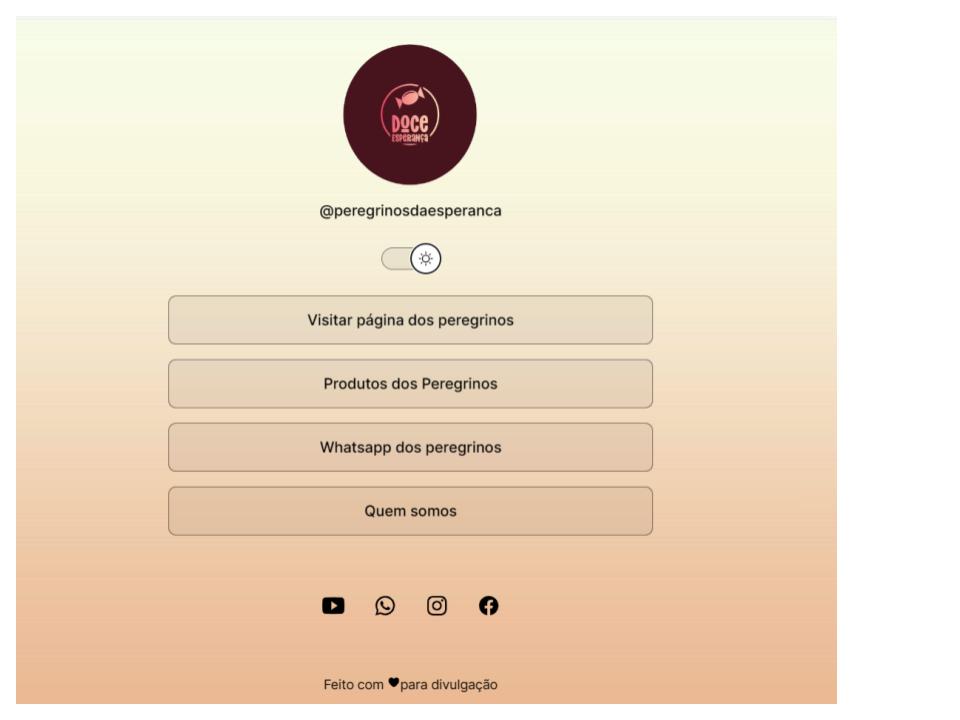 DOCE
ESPERANÇA
@peregrinosdaesperanca
Visitar página dos peregrinos
Produtos dos Peregrinos
Whatsapp dos peregrinos
Quem somos
Feito com ♥para divulgação